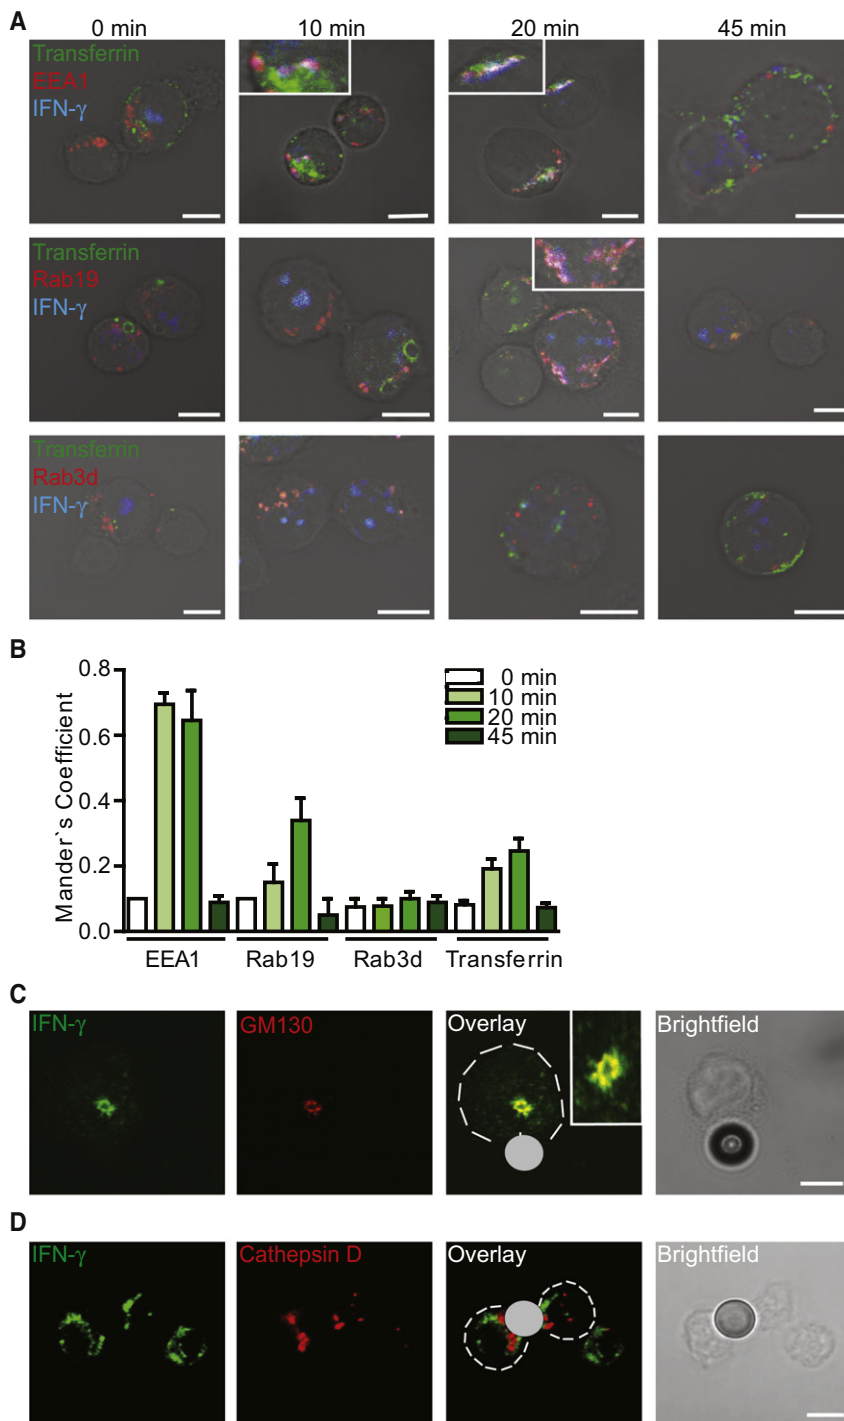 A
0 min 10 min 20 min 45 min
Transferrin
EEA1
IFN-γ
Transferrin
Rab19
IFN-γ
Transferrin
Rab3d
IFN-γ
B
Mander`s Coefficient
0.8
0.6
0.4
0.2
0.0
0 min
10 min
20 min
45 min
EEA1 Rab19 Rab3d Transferrin
C
IFN-γ GM130 Overlay Brightfield
D
IFN-γ Cathepsin D Overlay Brightfield